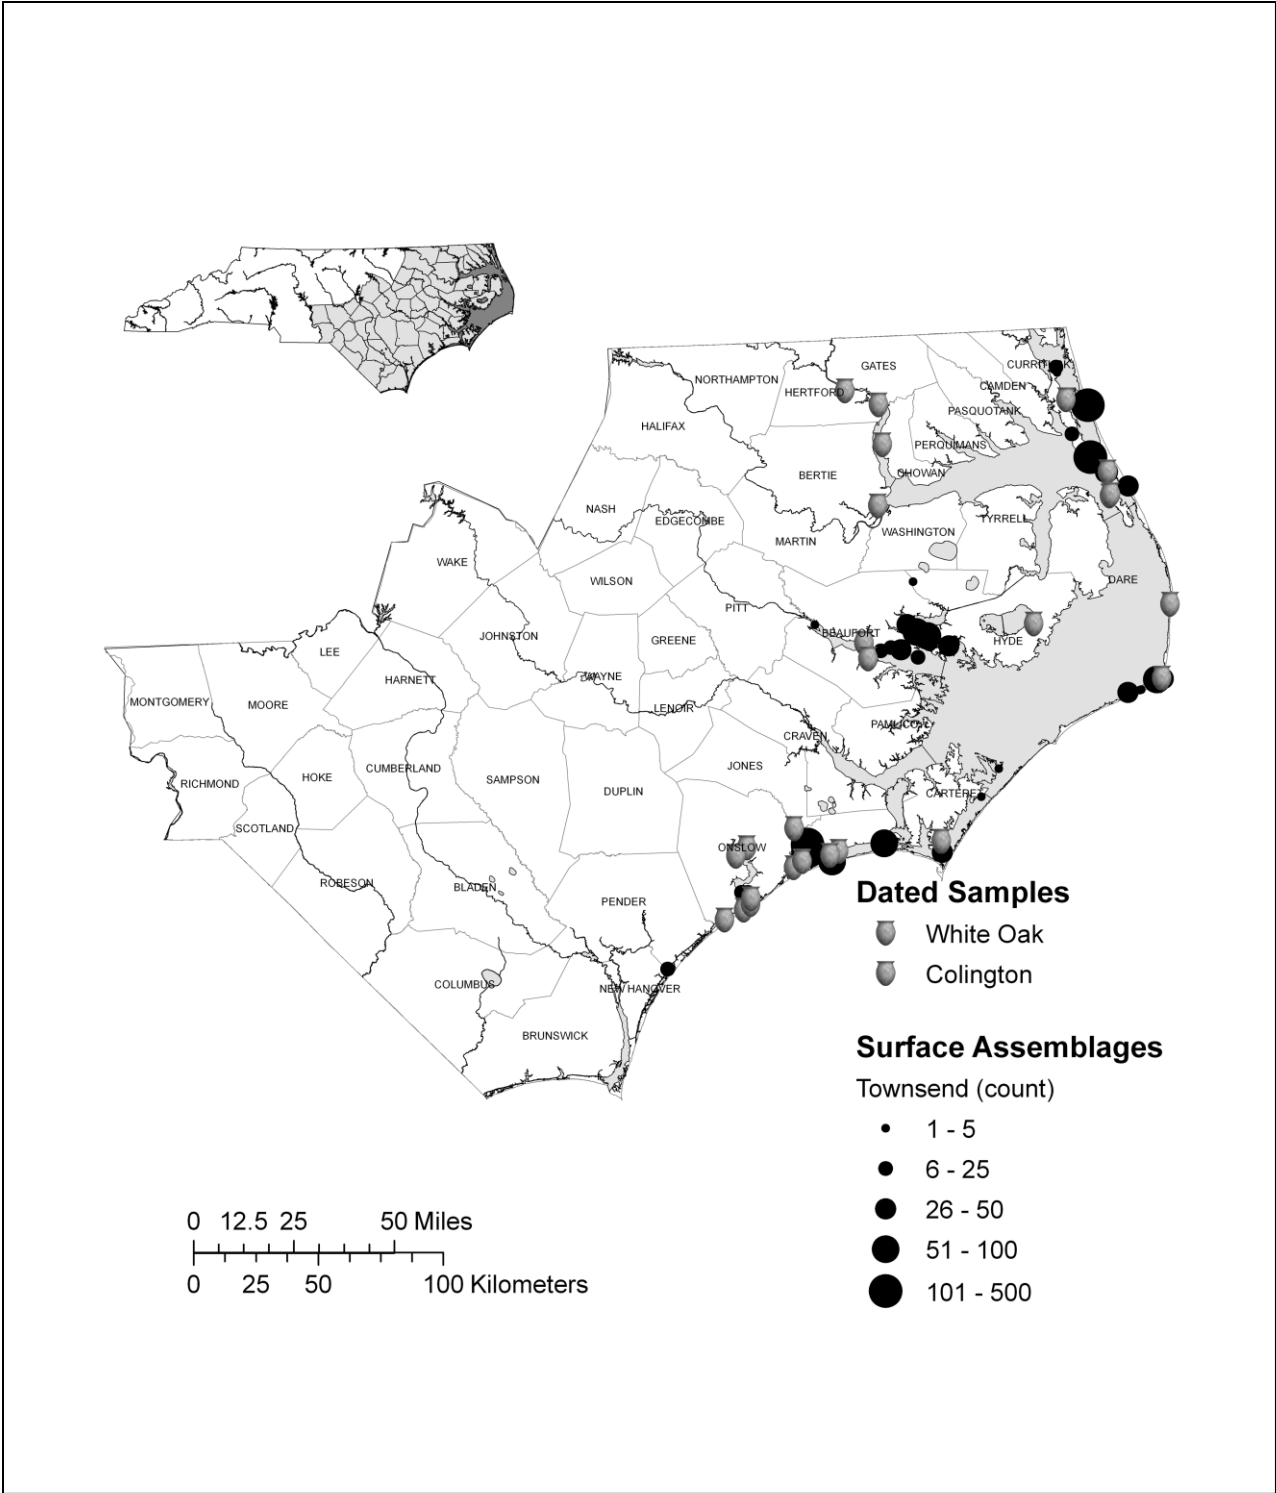 GATES
CURRITUCK
NORTHAMPTON
HERTFORD
CAMDEN
PASQUOTANK
HALIFAX
PERQUIMANS
BERTIE
CHOWAN
NASH
EDGECOMBE
TYRRELL
WASHINGTON
MARTIN
WAKE
WILSON
DARE
PITT
BEAUFORT
JOHNSTON
GREENE
HYDE
LEE
WAYNE
HARNETT
MONTGOMERY
MOORE
LENOIR
PAMLICO
CRAVEN
JONES
CUMBERLAND
HOKE
SAMPSON
RICHMOND
DUPLIN
CARTERET
SCOTLAND
ONSLOW
ROBESON
BLADEN
PENDER
COLUMBUS
NEW HANOVER
BRUNSWICK
Dated Samples
White Oak
Colington
Surface Assemblages
Townsend (count)
1 - 5
6 - 25
26 - 50
51 - 100
101 - 500
0 12.5 25 50 Miles
0 25 50 100 Kilometers